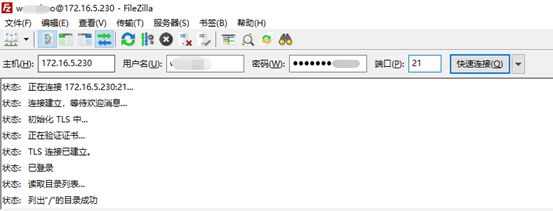 w o@172.16.5.230 - FileZilla
文件(F) 编辑(E) 查看(V) 传输(T) 服务器(S) 书签(B) 帮助(H)
主机(H): 172.16.5.230 用户名(U): w 密码(W): ●●●●●●● 端口(P): 21 快速连接(Q)
状态: 正在连接 172.16.5.230:21...
状态: 连接建立，等待欢迎消息...
状态: 初始化 TLS 中...
状态: 正在验证证书...
状态: TLS 连接已建立。
状态: 已登录
状态: 读取目录列表...
状态: 列出"/"的目录成功